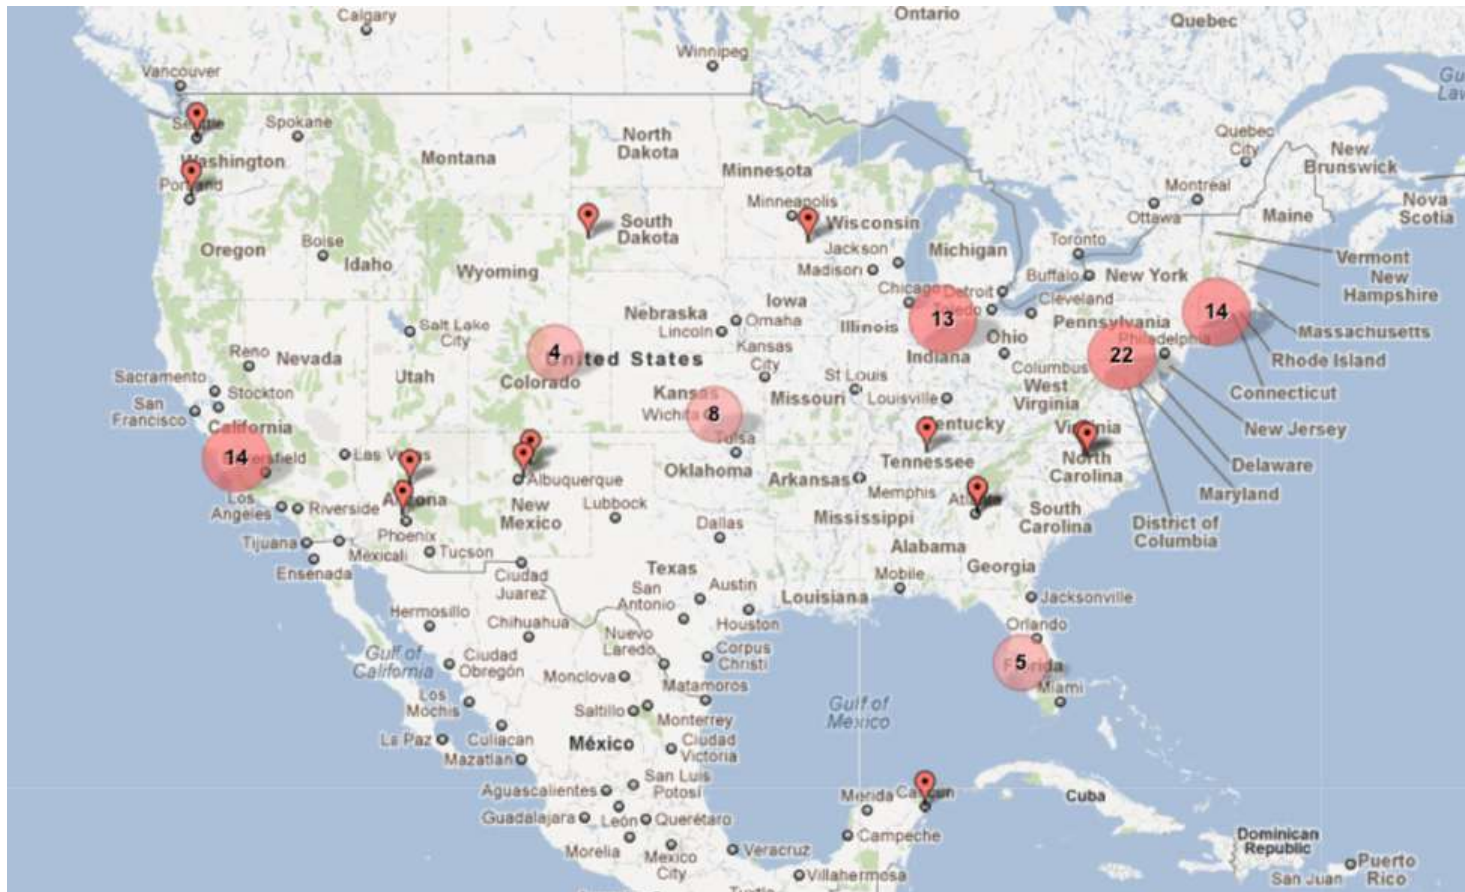 Calgary
Ontario
Quebec
Winnipeg
Vancouver
Seattle
Spokane
Washington
Portland
Montana
North
Dakota
Minnesota
Minneapolis
Wisconsin
South
Dakota
Quebec
City
New
Brunswick
Montreal
Ottawa
Maine
Nova
Scotia
Oregon
Boise
Idaho
Wyoming
Jackson
Madison
Michigan
Toronto
Buffalo
New York
Vermont
New
Hampshire
Chicago
Detroit
Toledo
Cleveland
Iowa
Nebraska
Lincoln
Omaha
Illinois
13
Indiana
Ohio
Pennsylvania
Philadelphia
14
22
Massachusetts
Rhode Island
Connecticut
New Jersey
Delaware
Maryland
District of
Columbia
Salt Lake
City
Reno
Nevada
Utah
4
United States
Colorado
Kansas
City
Kansas
Wichita
8
St Louis
Missouri
Louisville
Columbus
West
Virginia
Virginia
Kentucky
Sacramento
Stockton
San
Francisco
California
14
Las Vegas
Arizona
Albuquerque
New
Mexico
Tulsa
Oklahoma
Arkansas
Tennessee
Memphis
North
Carolina
South
Carolina
Atlanta
Los
Angeles
Riverside
Phoenix
Tucson
Lubbock
Dallas
Mississippi
Alabama
Georgia
Tijuana
Mexicali
Ensenada
Ciudad
Juarez
Texas
Austin
San
Antonio
Houston
Louisiana
Mobile
Jacksonville
Orlando
5
Florida
Miami
Hermosillo
Chihuahua
Nuevo
Laredo
Corpus
Christi
Gulf of
California
Ciudad
Obregón
Monclova
Matamoros
Los
Mochis
Saltillo
Monterrey
Gulf of
Mexico
La Paz
Culiacan
México
Ciudad
Victoria
Mazatlan
Aguascalientes
San Luis
Potosí
Guadalajara
León
Querétaro
Morelia
Mexico
City
Veracruz
Villahermosa
Merida
Cancun
Campeche
Cuba
Dominican
Republic
San Juan
Puerto
Rico